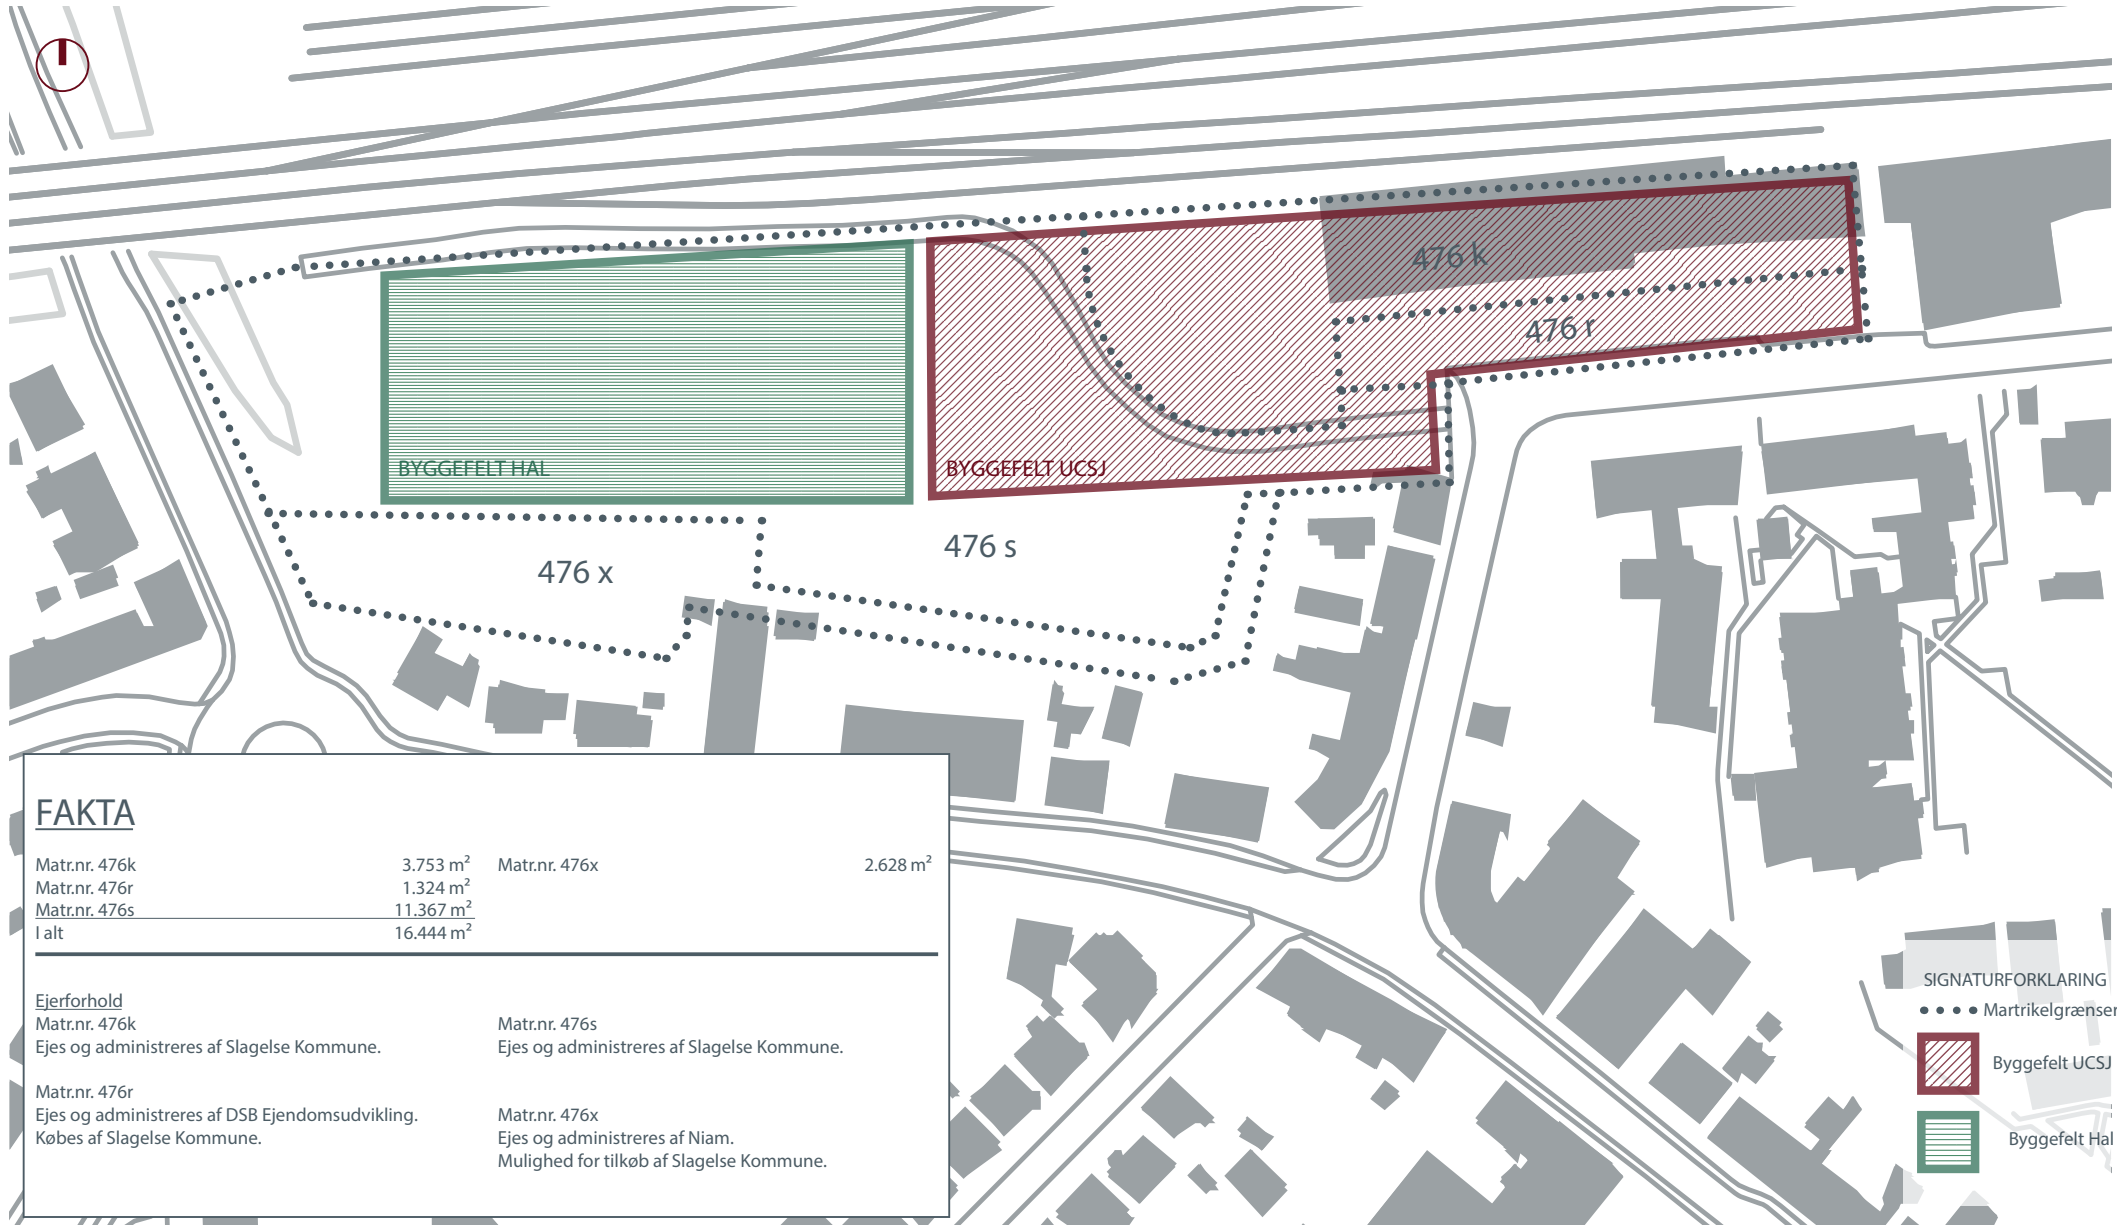 476 k
476 r
BYGGEFELT HAL
BYGGEFELT UCSJ
476 s
476 x
FAKTA
Matr.nr. 476k 3.753 m² Matr.nr. 476x 2.628 m²
Matr.nr. 476r 1.324 m²
Matr.nr. 476s 11.367 m²
I alt 16.444 m²
Ejerforhold
Matr.nr. 476k
Ejes og administreres af Slagelse Kommune.
Matr.nr. 476r
Ejes og administreres af DSB Ejendomsudvikling.
Købes af Slagelse Kommune.
Matr.nr. 476s
Ejes og administreres af Slagelse Kommune.
Matr.nr. 476x
Ejes og administreres af Niam.
Mulighed for tilkøb af Slagelse Kommune.
SIGNATURFORKLARING
Martrikelgrænser
Byggefelt UCSJ
Byggefelt Hal